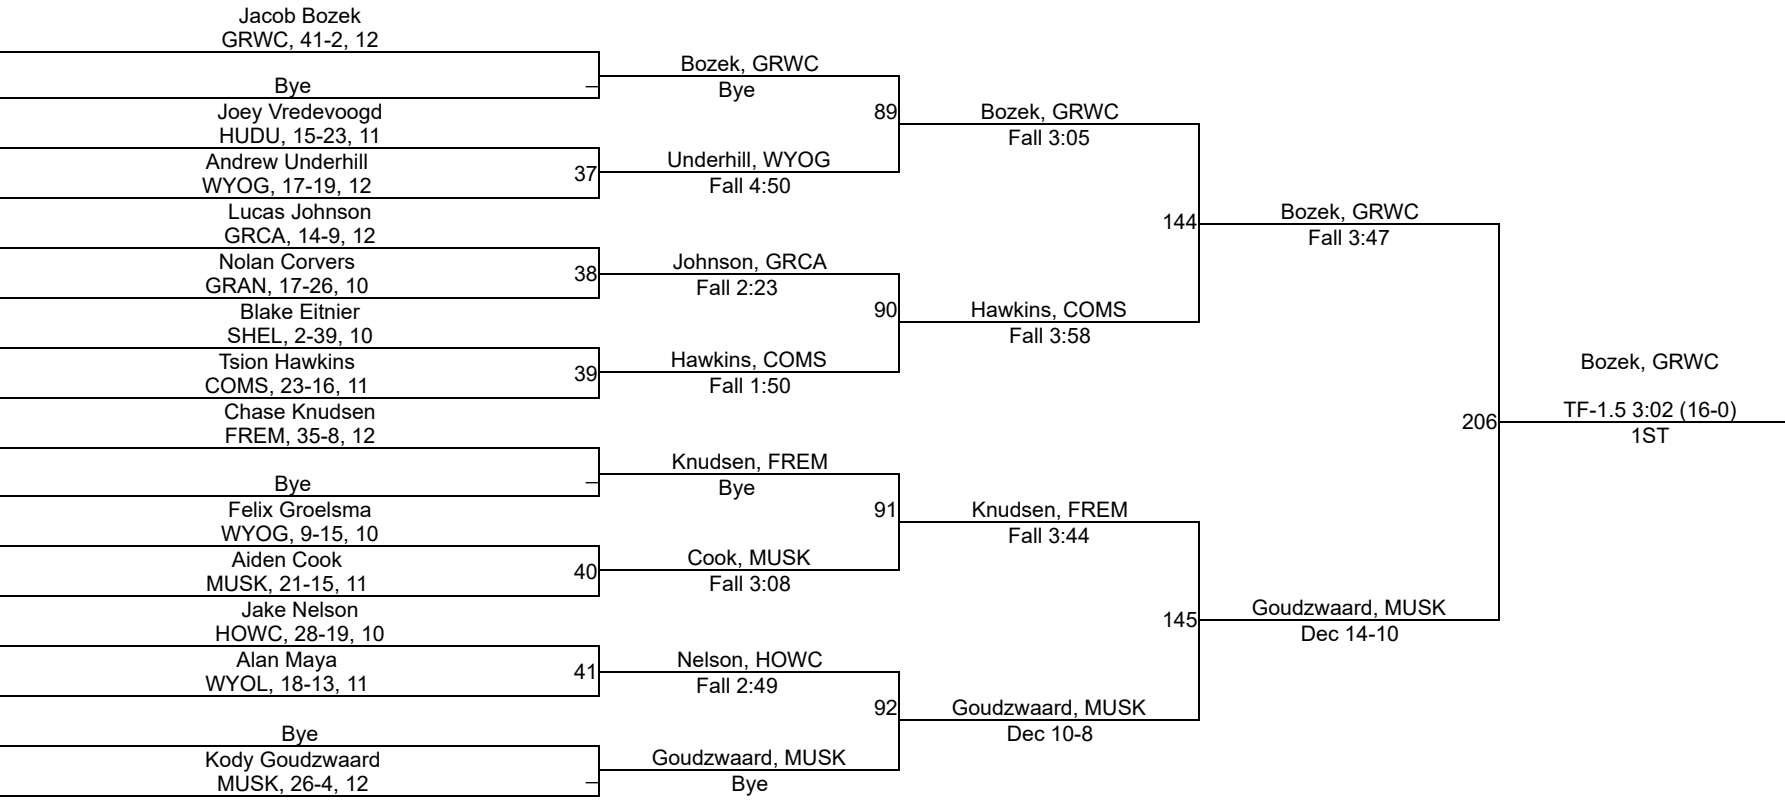 Jacob Bozek
GRWC, 41-2, 12
Bye
Joey Vredevoogd
HUDU, 15-23, 11
Andrew Underhill
WYOG, 17-19, 12
Lucas Johnson
GRCA, 14-9, 12
Nolan Corvers
GRAN, 17-26, 10
Blake Eitnier
SHEL, 2-39, 10
Tsion Hawkins
COMS, 23-16, 11
Chase Knudsen
FREM, 35-8, 12
Bye
Felix Groelsma
WYOG, 9-15, 10
Aiden Cook
MUSK, 21-15, 11
Jake Nelson
HOWC, 28-19, 10
Alan Maya
WYOL, 18-13, 11
Bye
Kody Goudzwaard
MUSK, 26-4, 12
37
38
39
40
41
Bozek, GRWC
Bye
Underhill, WYOG
Fall 4:50
Johnson, GRCA
Fall 2:23
Hawkins, COMS
Fall 1:50
Knudsen, FREM
Bye
Cook, MUSK
Fall 3:08
Nelson, HOWC
Fall 2:49
Goudzwaard, MUSK
Bye
89
90
91
92
Bozek, GRWC
Fall 3:05
Hawkins, COMS
Fall 3:58
Knudsen, FREM
Fall 3:44
Goudzwaard, MUSK
Dec 10-8
144
145
Bozek, GRWC
Fall 3:47
Goudzwaard, MUSK
Dec 14-10
206
Bozek, GRWC
TF-1.5 3:02 (16-0)
1ST